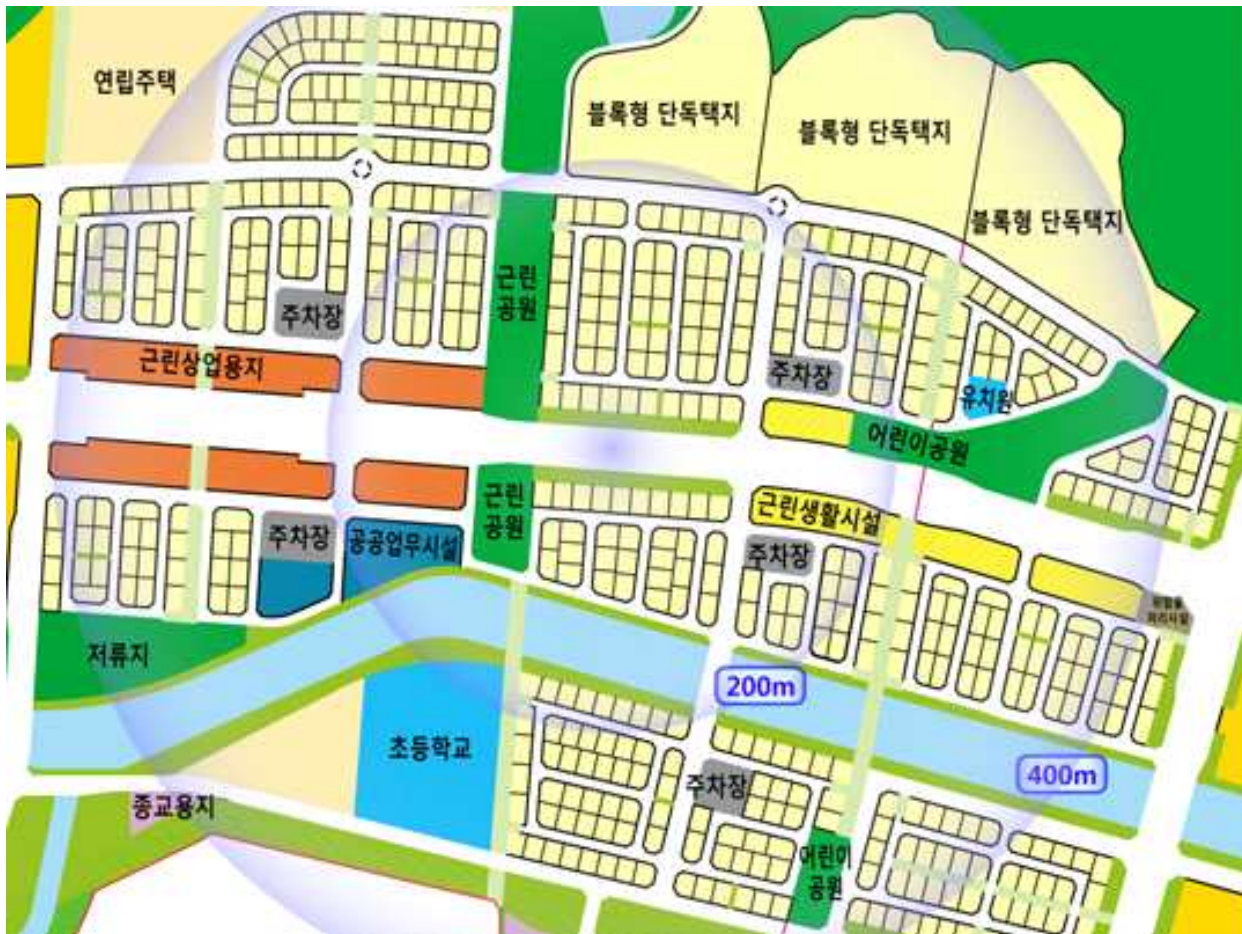 연립주택
블록형 단독택지
블록형 단독택지
블록형 단독택지
근린
공원
주차장
근린상업용지
주차장
유치원
어린이공원
근린
공원
근린생활시설
주차장
공공업무시설
주차장
저류지
200m
초등학교
400m
주차장
종교용지
어린이
공원